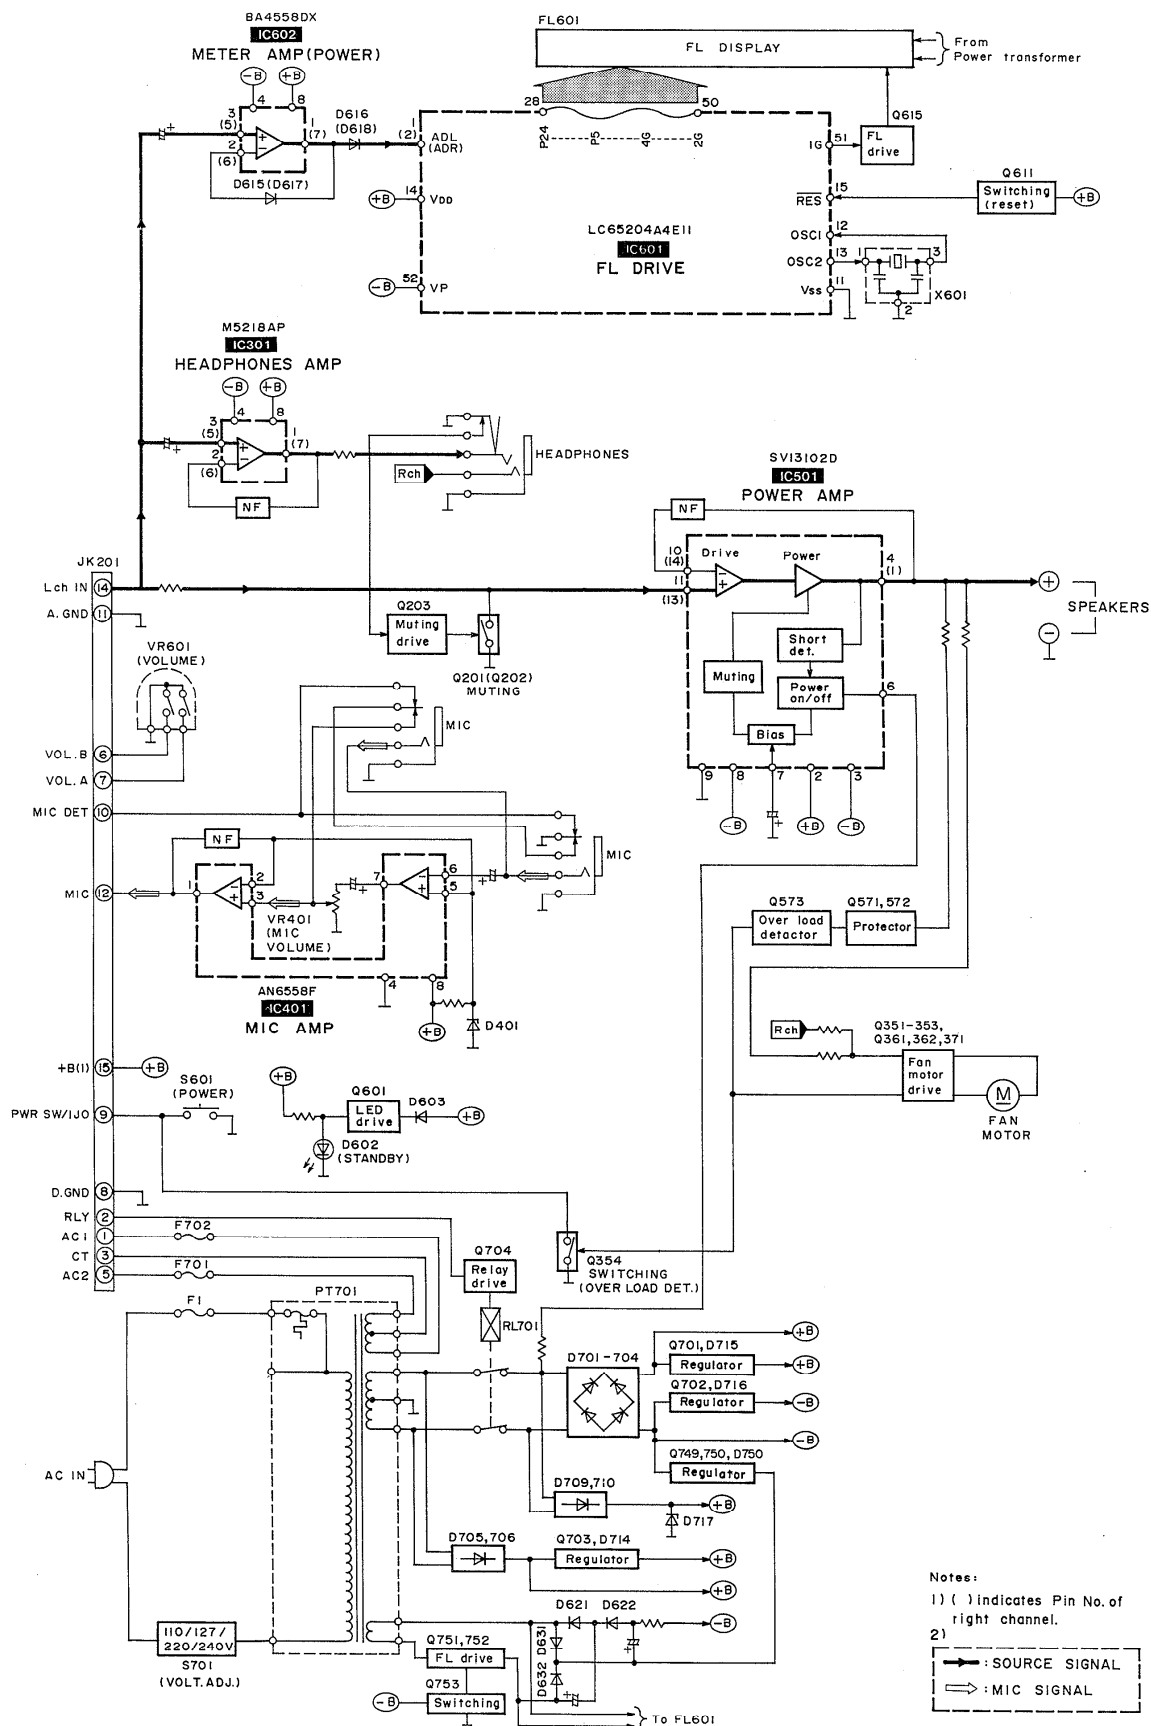 BA4558DX
IC602
METER AMP(POWER)
-B
+B
4
8
3
(5)
2
(6)
1
(7)
D616
(D618)
D615(D617)
FL601
FL DISPLAY
From
Power transformer
28
50
P24
P5
4G
2G
Q615
FL
drive
1
(2)
ADL
(ADR)
+B
14
VDD
-B
52
VP
LC65204A4E11
IC601
FL DRIVE
1G
51
RES
15
Q611
Switching
(reset)
+B
OSC1
12
OSC2
13
1
3
Vss
11
2
X601
M5218AP
IC301
HEADPHONES AMP
-B
+B
4
8
3
(5)
2
(6)
1
(7)
NF
Rch
HEADPHONES
SVI3102D
IC501
POWER AMP
NF
10
(14)
11
(13)
Drive
Power
4
(1)
Short
det.
Muting
Power
on/off
6
Bias
9
8
7
2
3
-B
+B
-B
SPEAKERS
JK201
Lch IN
14
A.GND
11
Q203
Muting
drive
Q201(Q202)
MUTING
VR601
(VOLUME)
VOL.B
6
VOL.A
7
MIC DET
10
MIC
MIC
NF
MIC
12
1
2
3
VR401
(MIC
VOLUME)
7
6
5
4
8
AN6558F
IC401
MIC AMP
+B
D401
Q573
Over load
detactor
Q571,572
Protector
Rch
Q351-353,
Q361,362,371
Fan
motor
drive
M
FAN
MOTOR
+B(1)
15
+B
PWR SW/IJO
9
S601
(POWER)
+B
Q601
LED
drive
D603
+B
D602
(STANDBY)
D.GND
8
RLY
2
AC1
1
F702
CT
3
AC2
5
F701
Q704
Relay
drive
Q354
SWITCHING
(OVER LOAD DET.)
F1
PT701
RL701
D701-704
+B
Q701,D715
Regulator
+B
Q702,D716
Regulator
-B
-B
Q749,750,D750
Regulator
AC IN
D709,710
+B
D717
D705,706
Q703,D714
Regulator
+B
+B
110/127/
220/240V
S701
(VOLT.ADJ.)
Q751,752
FL drive
Q753
-B
Switching
D621
D622
D631
D632
-B
To FL601
Notes:
1) ( ) indicates Pin No. of
right channel.
2)
: SOURCE SIGNAL
: MIC SIGNAL